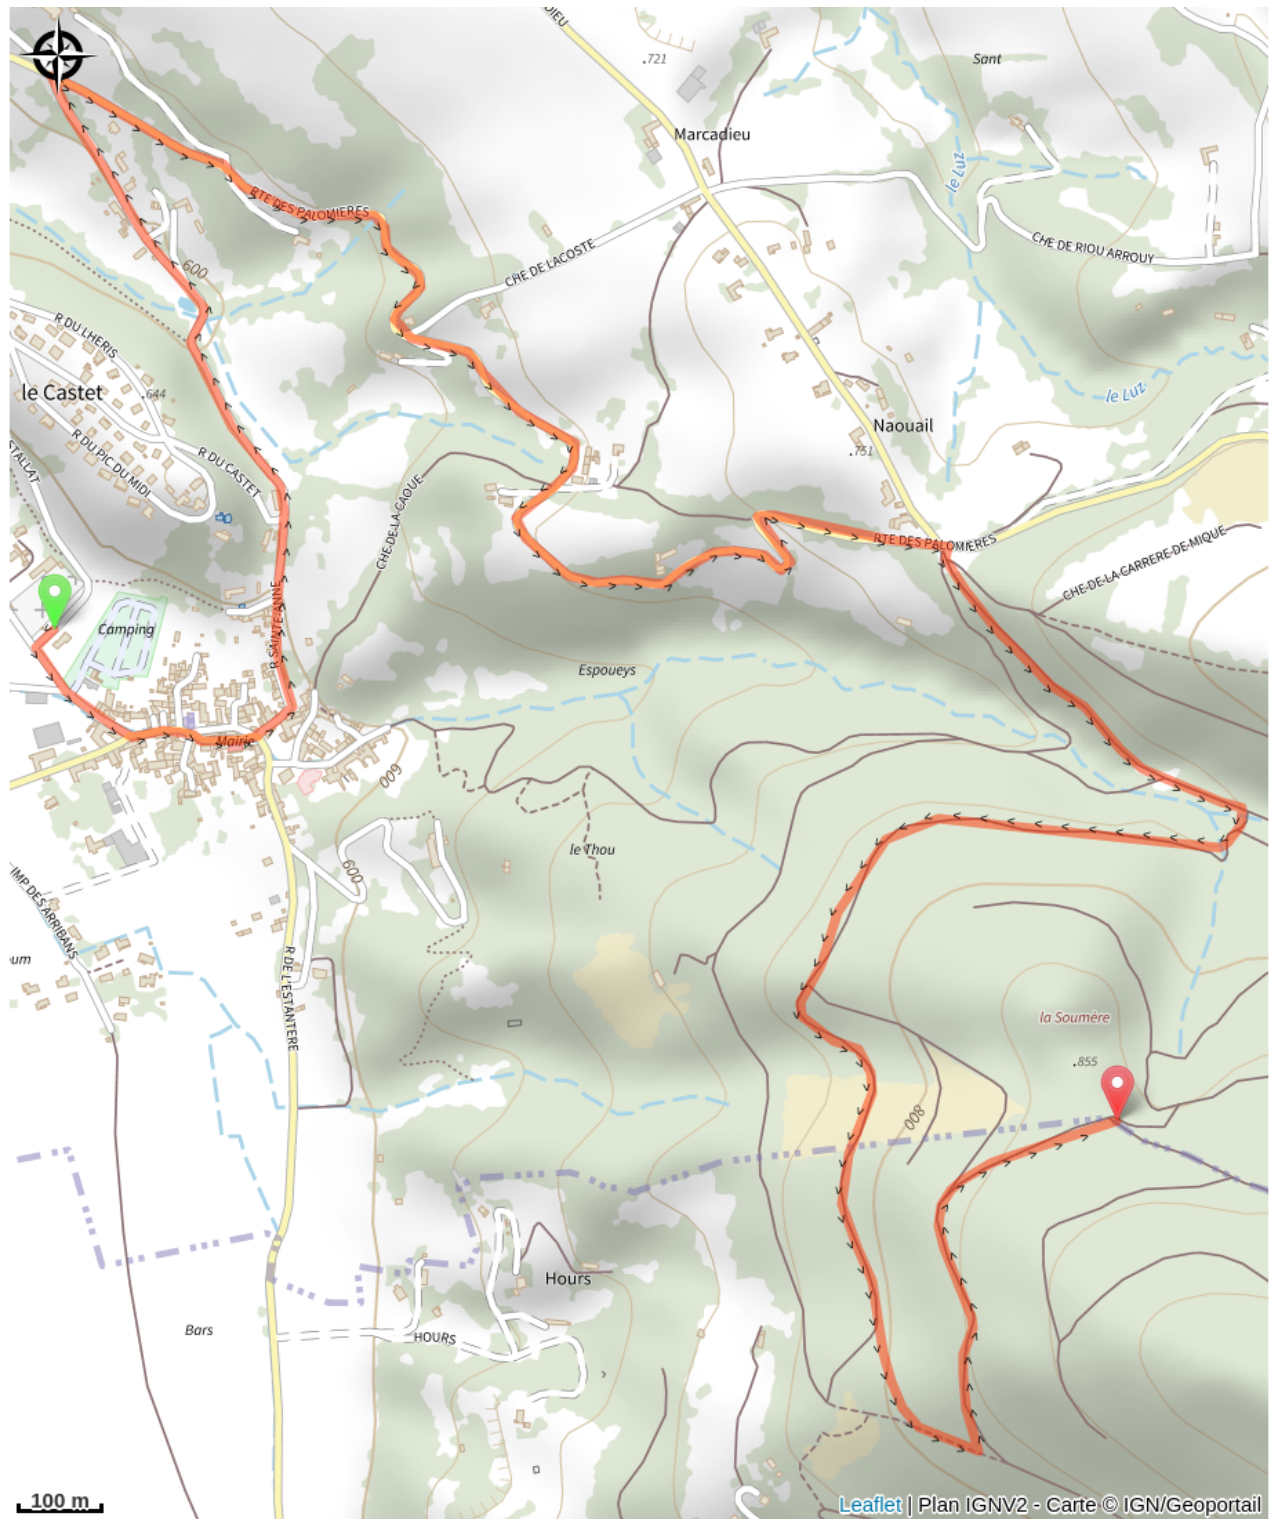 DIEU
.721
Sant
Marcadieu
le Luz
RTE DES PALOMIERES
CHE DE LACOSTE
CHE DE RIOU ARROUY
600
R DU LHERIS
le Castet
.644
le Luz
Naouail
.751
R DU PIC DU MIDI
R DU CASTET
STALLAT
CHE DE LA CAOUE
RTE DES PALOMIERES
CHE DE LA CARRERE DE MIQUE
Camping
R SAINTE-ANNE
Espoueys
Mairie
600
le Thou
600
IMP DES ARRIBANS
um
R DE L'ESTANTERE
la Soumère
.855
800
Hours
Bars
HOURS
100 m
Leaflet | Plan IGNV2 - Carte © IGN/Geoportail